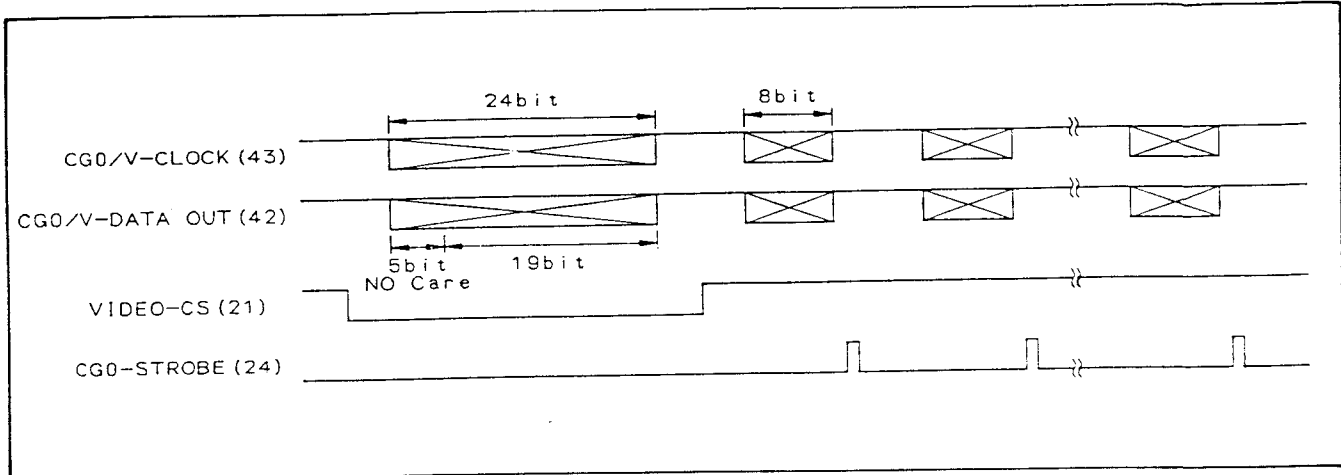 24bit
8bit
CG0/V-CLOCK (43)
CG0/V-DATA OUT (42)
5bit
19bit
NO Care
VIDEO-CS (21)
CG0-STROBE (24)